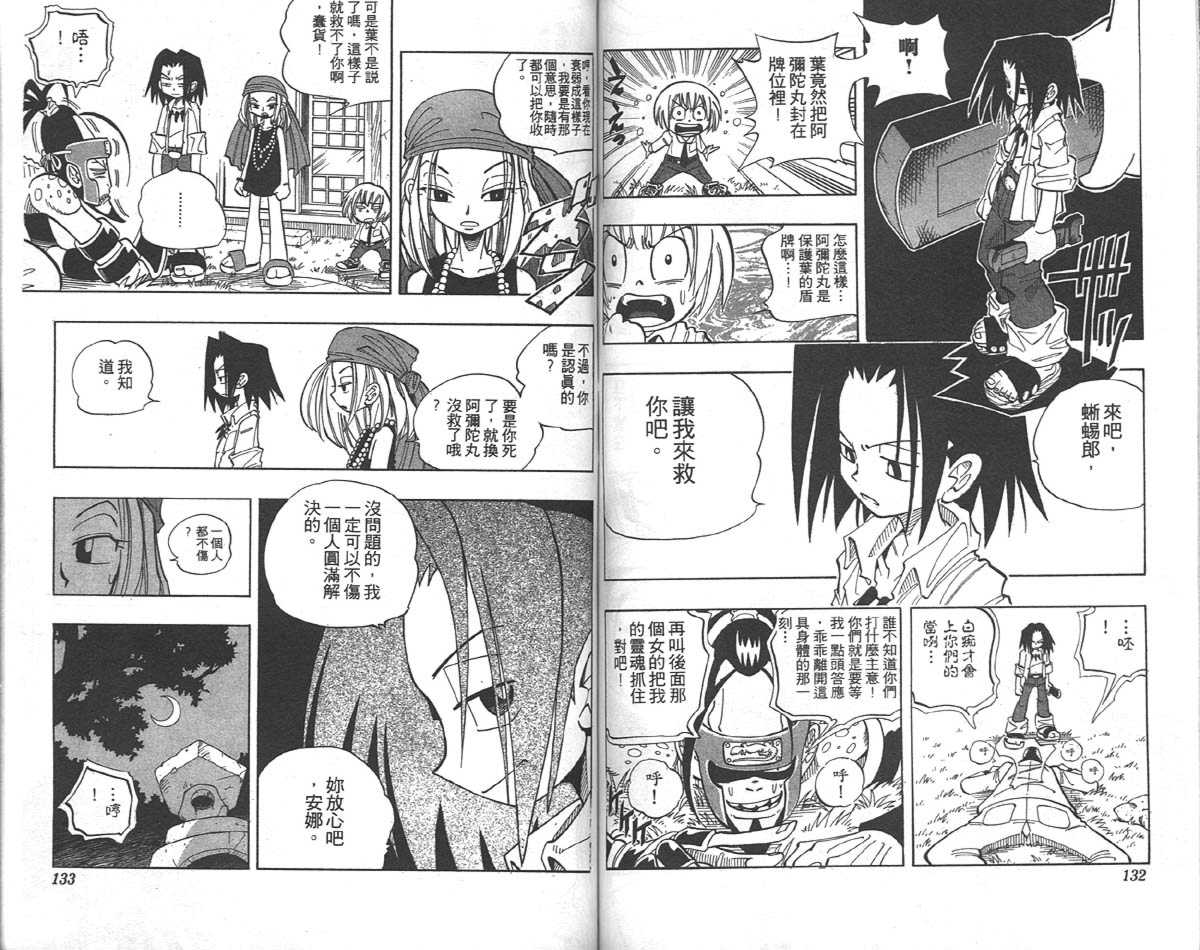 啊！
葉竟然把阿
彌陀丸封在
牌位裡！
怎麼這樣…
阿彌陀丸是
保護葉的盾
牌啊…！
來吧，
蜥蜴郎，
讓我來救
你吧。
…呸
！
白痴才會
上你們的
當咧…
呼
呼
誰不知道你們
打什麼主意！
你們就是要等
我一點頭答應
，乖乖離開這
具身體的那一
刻…
再叫後面那
個女的把我
的靈魂抓住
，對吧！
呼！
呼！
132
哼，看你現在
衰弱成這樣
，我要是有那
個意思，隨時
都可以把你收
了。
可是葉不是説
了嗎，這樣子
就救不了你啊
，蠢貨！
唔…
！
………
不過，你
是認真的
嗎？
要是你死
了，就換
阿彌陀丸
沒救了哦
？
我知
道。
沒問題的，我
一定可以不傷
一個人圓滿解
決的。
妳放心吧
，安娜。
一個人
都不傷
？
…哼
！
133